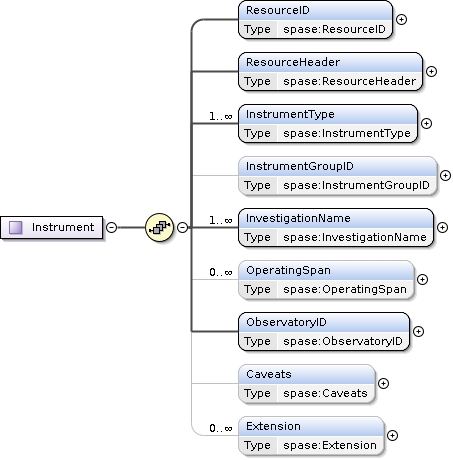 ResourceID
Type spase:ResourceID
ResourceHeader
Type spase:ResourceHeader
1..∞ InstrumentType
Type spase:InstrumentType
InstrumentGroupID
Type spase:InstrumentGroupID
Instrument
1..∞ InvestigationName
Type spase:InvestigationName
0..∞ OperatingSpan
Type spase:OperatingSpan
ObservatoryID
Type spase:ObservatoryID
Caveats
Type spase:Caveats
0..∞ Extension
Type spase:Extension